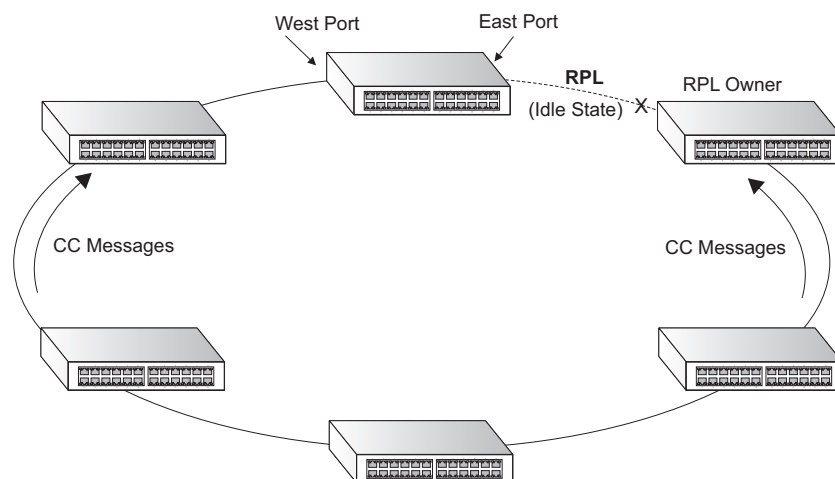 West Port
East Port
RPL
(Idle State)
X
RPL Owner
CC Messages
CC Messages